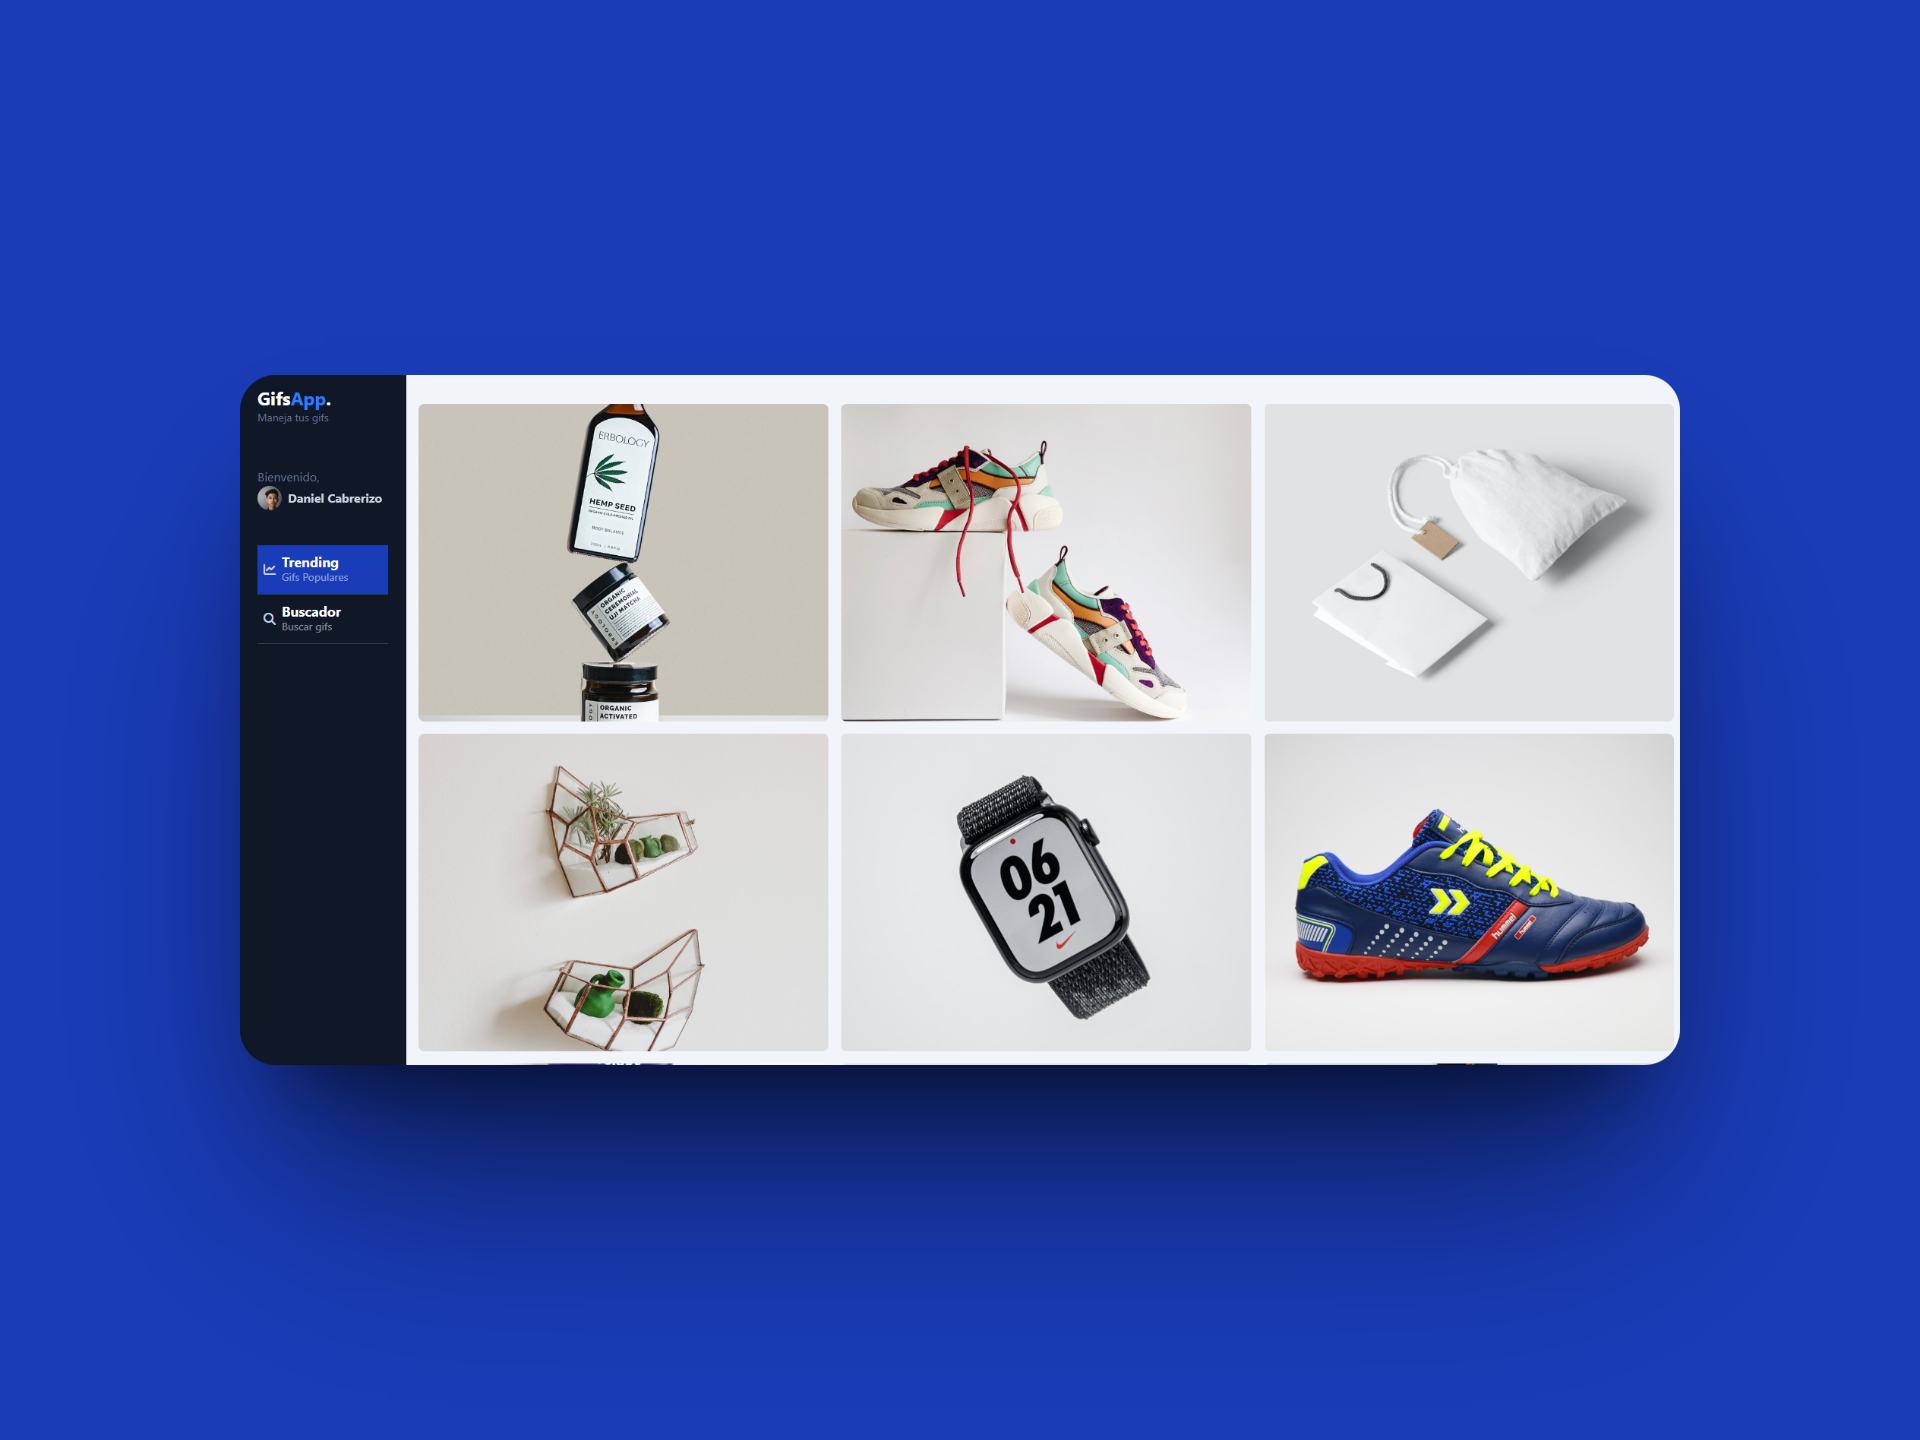 GifsApp.
Maneja tus gifs
Bienvenido,
Daniel Cabrerizo
Trending
Gifs Populares
Buscador
Buscar gifs
ERBOLOGY
HEMP SEED
ORGANIC
CEREMONIAL
UJI MATCHA
ORGANIC
ACTIVATED
06
21
hummel